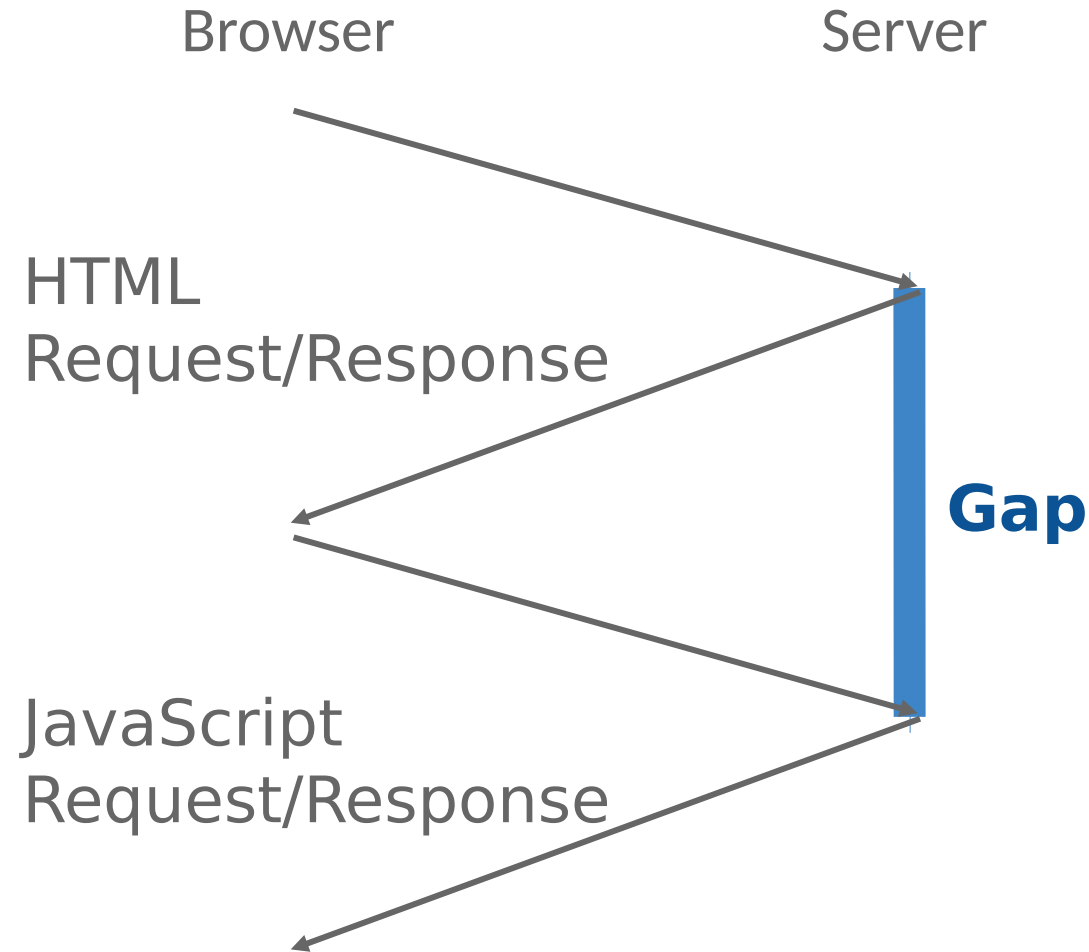 Browser
Server
HTML
Request/Response
Gap
JavaScript
Request/Response